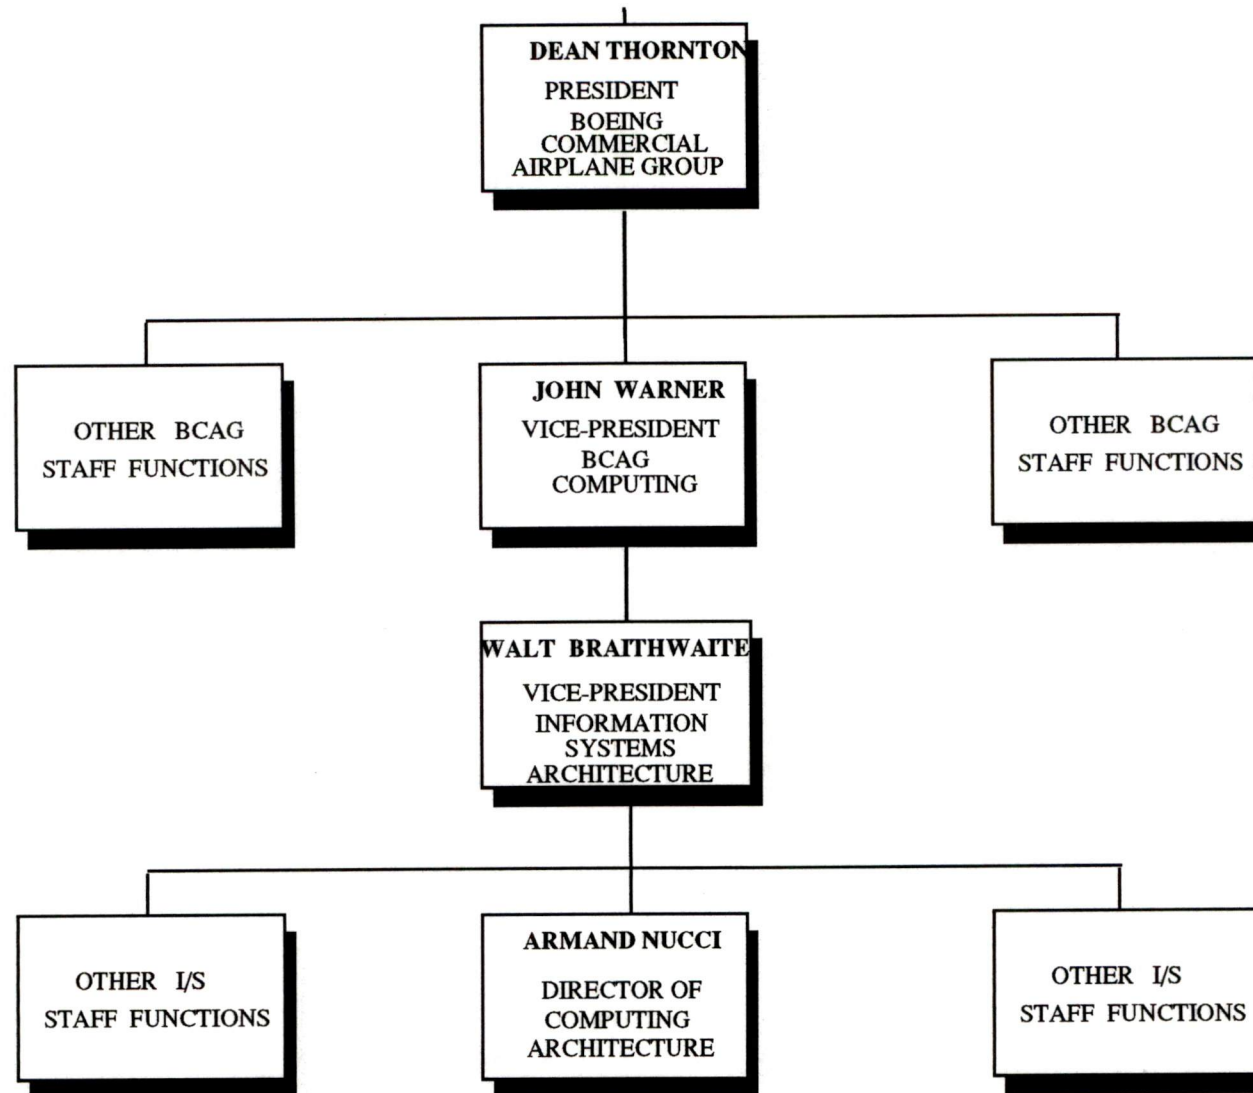 DEAN THORNTON
PRESIDENT
BOEING
COMMERCIAL
AIRPLANE GROUP
OTHER BCAG
STAFF FUNCTIONS
JOHN WARNER
VICE-PRESIDENT
BCAG
COMPUTING
OTHER BCAG
STAFF FUNCTIONS
WALT BRAITHWAITE
VICE-PRESIDENT
INFORMATION
SYSTEMS
ARCHITECTURE
OTHER I/S
STAFF FUNCTIONS
ARMAND NUCCI
DIRECTOR OF
COMPUTING
ARCHITECTURE
OTHER I/S
STAFF FUNCTIONS